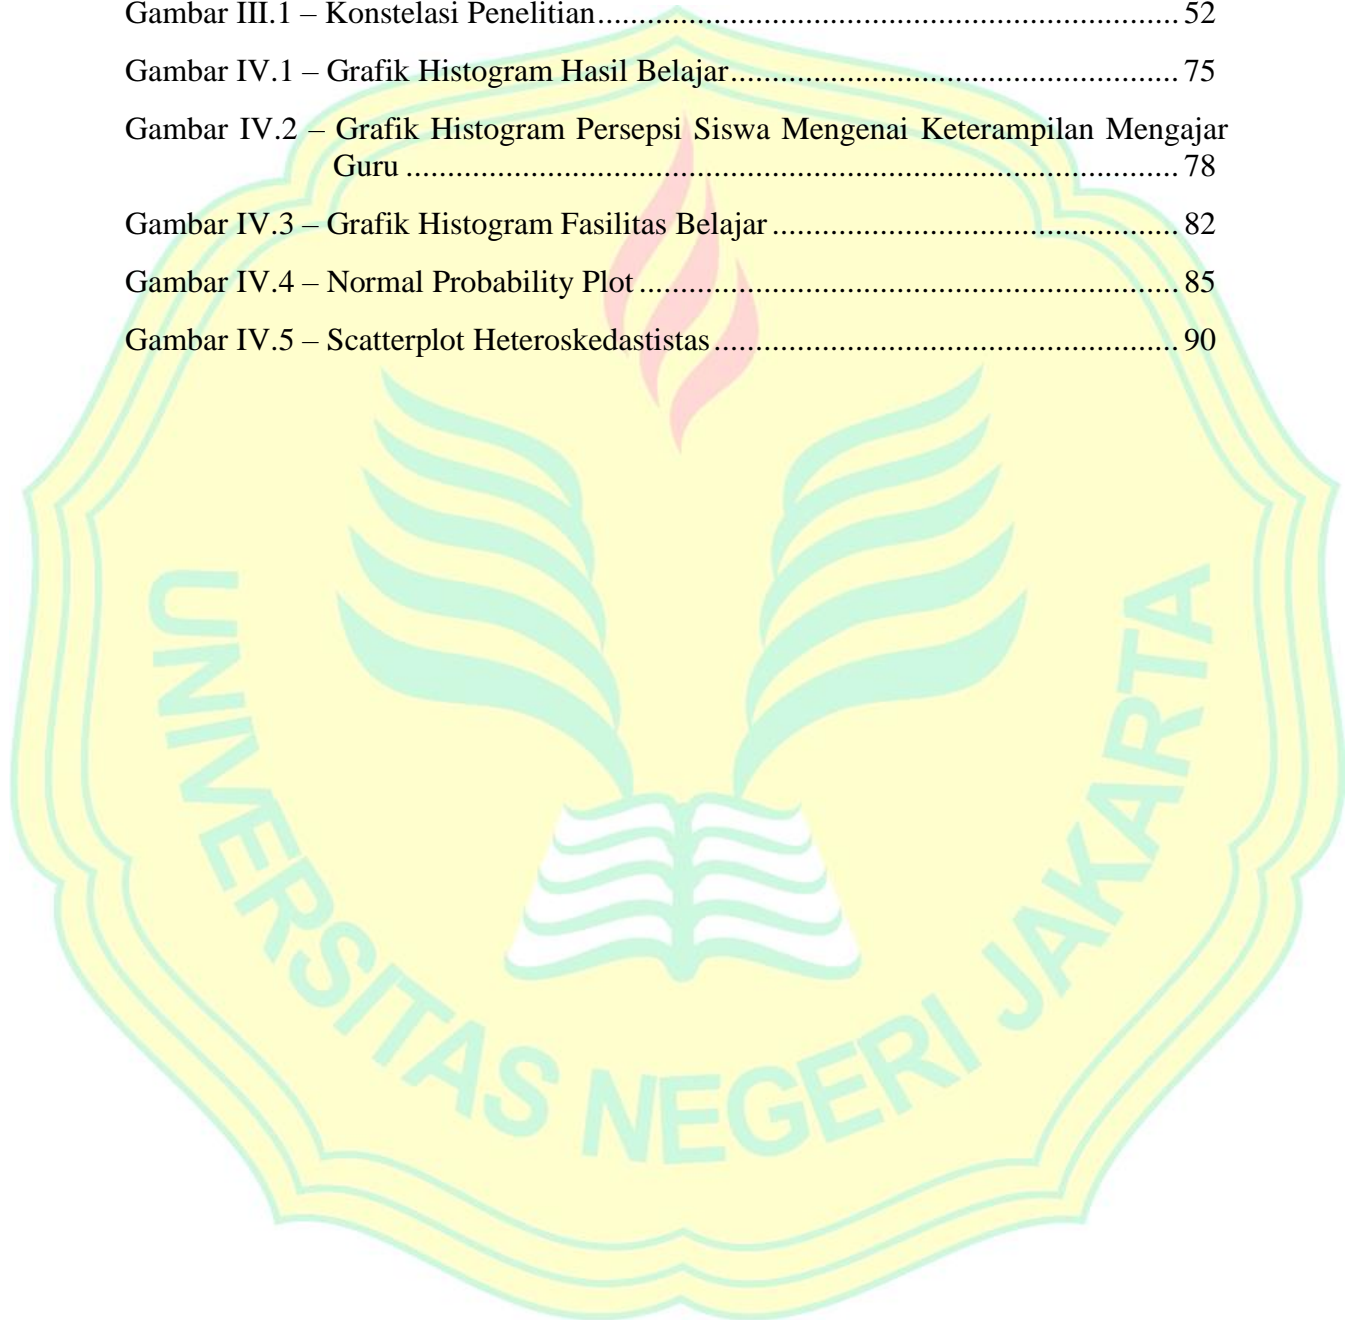 Gambar III.1 – Konstelasi Penelitian...................................................................... 52
Gambar IV.1 – Grafik Histogram Hasil Belajar...................................................... 75
Gambar IV.2 – Grafik Histogram Persepsi Siswa Mengenai Keterampilan Mengajar
Guru ............................................................................................. 78
Gambar IV.3 – Grafik Histogram Fasilitas Belajar ................................................. 82
Gambar IV.4 – Normal Probability Plot ................................................................. 85
Gambar IV.5 – Scatterplot Heteroskedastistas ........................................................ 90
UNIVERSITAS NEGERI JAKARTA